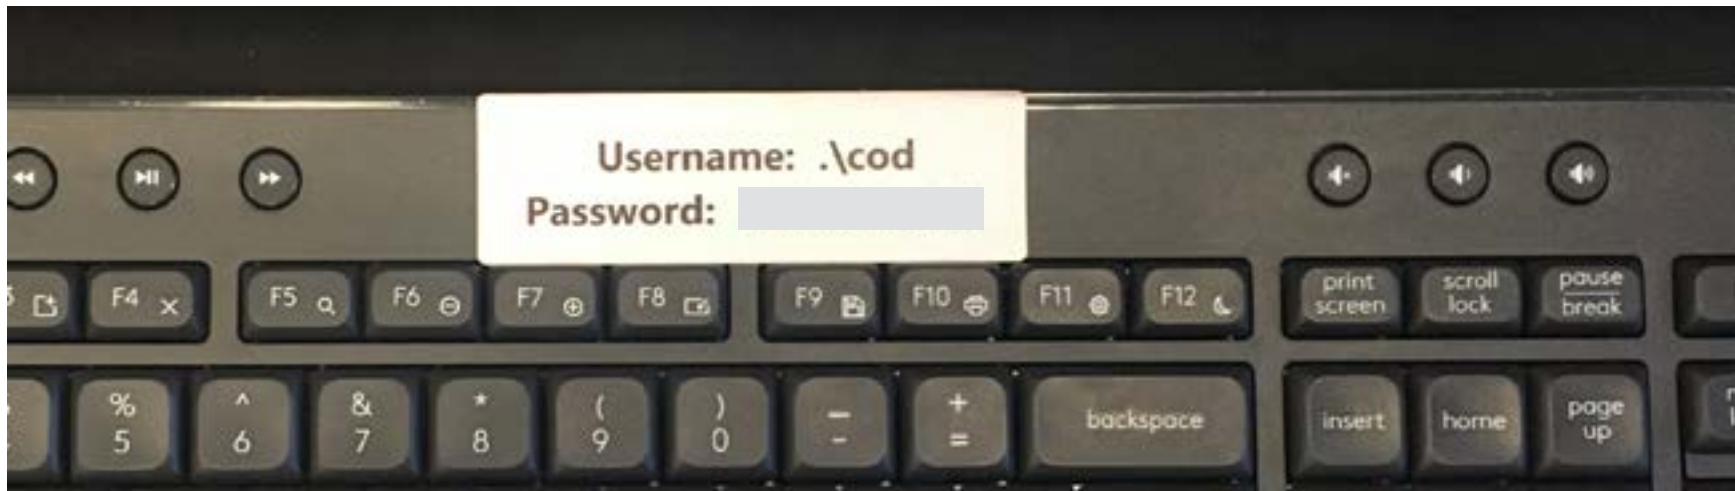 Username: .\cod
Password:
F4
F5
F6
F7
F8
F9
F10
F11
F12
print screen
scroll lock
pause break
%
5
^
6
&
7
*
8
(
9
)
0
_
-
+
=
backspace
insert
home
page up